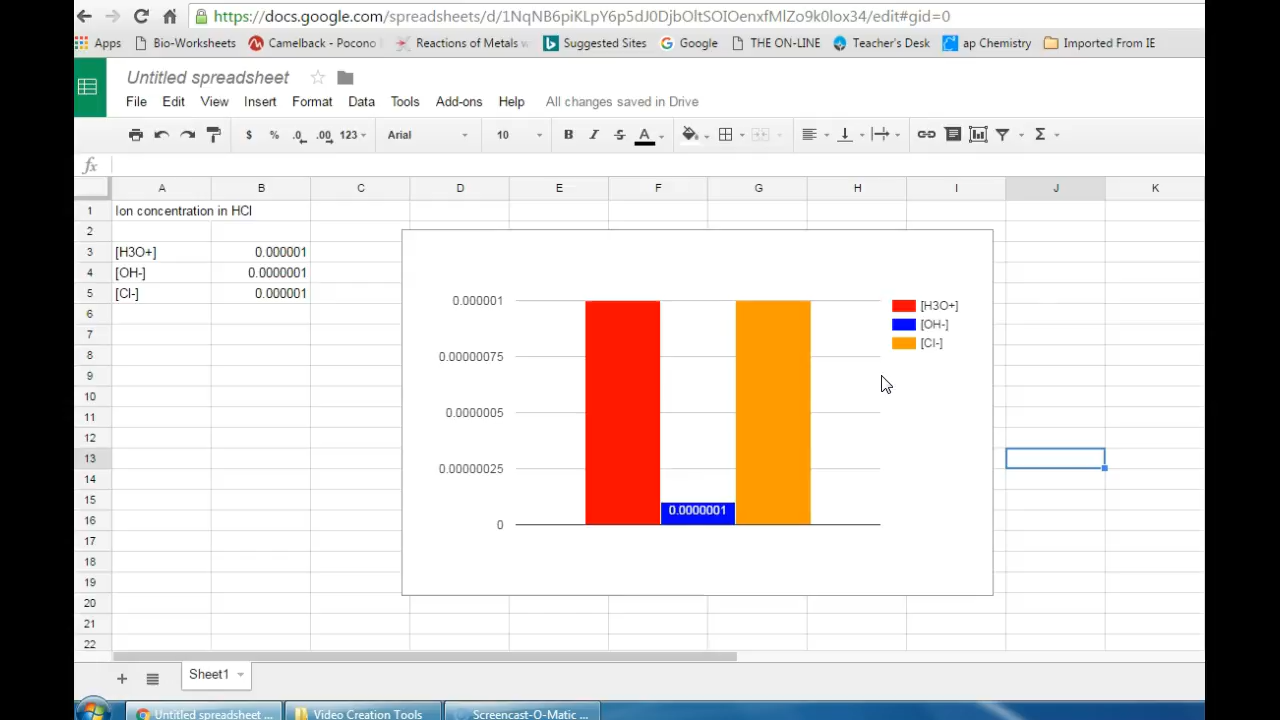 https://docs.google.com/spreadsheets/d/1NqNB6piKLpY6p5dJ0DjbOltSOIOenxfMlZo9k0lox34/edit#gid=0
Apps Bio-Worksheets Camelback - Pocono Reactions of Metals w Suggested Sites Google THE ON-LINE Teacher's Desk ap Chemistry Imported From IE
Untitled spreadsheet
File Edit View Insert Format Data Tools Add-ons Help All changes saved in Drive
$ % .0 .00 123 Arial 10 B I S A Σ
fx
A B C D E F G H I J K
1 Ion concentration in HCl
2
3 [H3O+] 0.000001
4 [OH-] 0.0000001
5 [Cl-] 0.000001
6
7
8
9
10
11
12
13
14
15
16
17
18
19
20
21
22
0.000001
0.00000075
0.0000005
0.00000025
0
0.0000001
[H3O+]
[OH-]
[Cl-]
+ Sheet1
Untitled spreadsheet ... Video Creation Tools Screencast-O-Matic ...